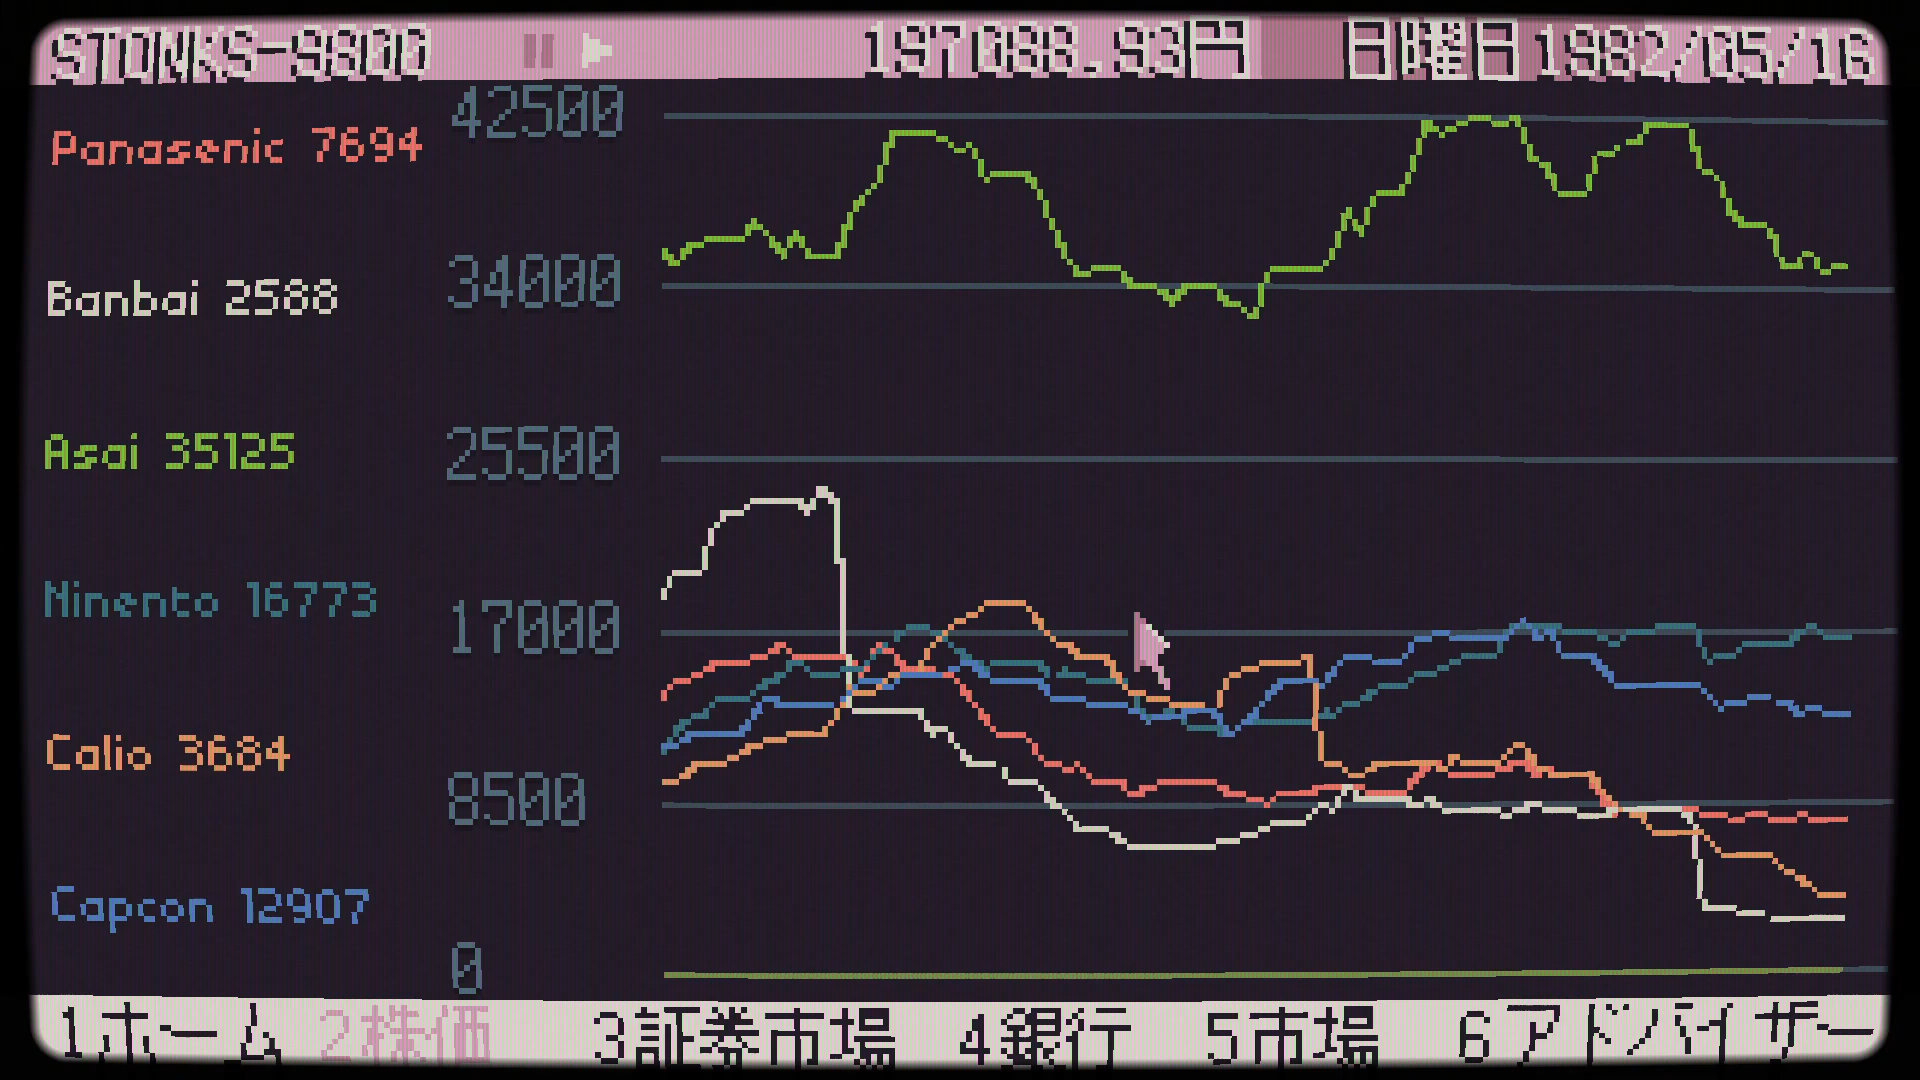 STONKS-9800 197088.93円 日曜日 1982/05/16
Panasenic 7694
Banbai 2588
Asai 35125
Ninento 16773
Calio 3684
Capcon 12907
42500
34000
25500
17000
8500
0
1ホーム 2株価 3証券市場 4銀行 5市場 6アドバイザー